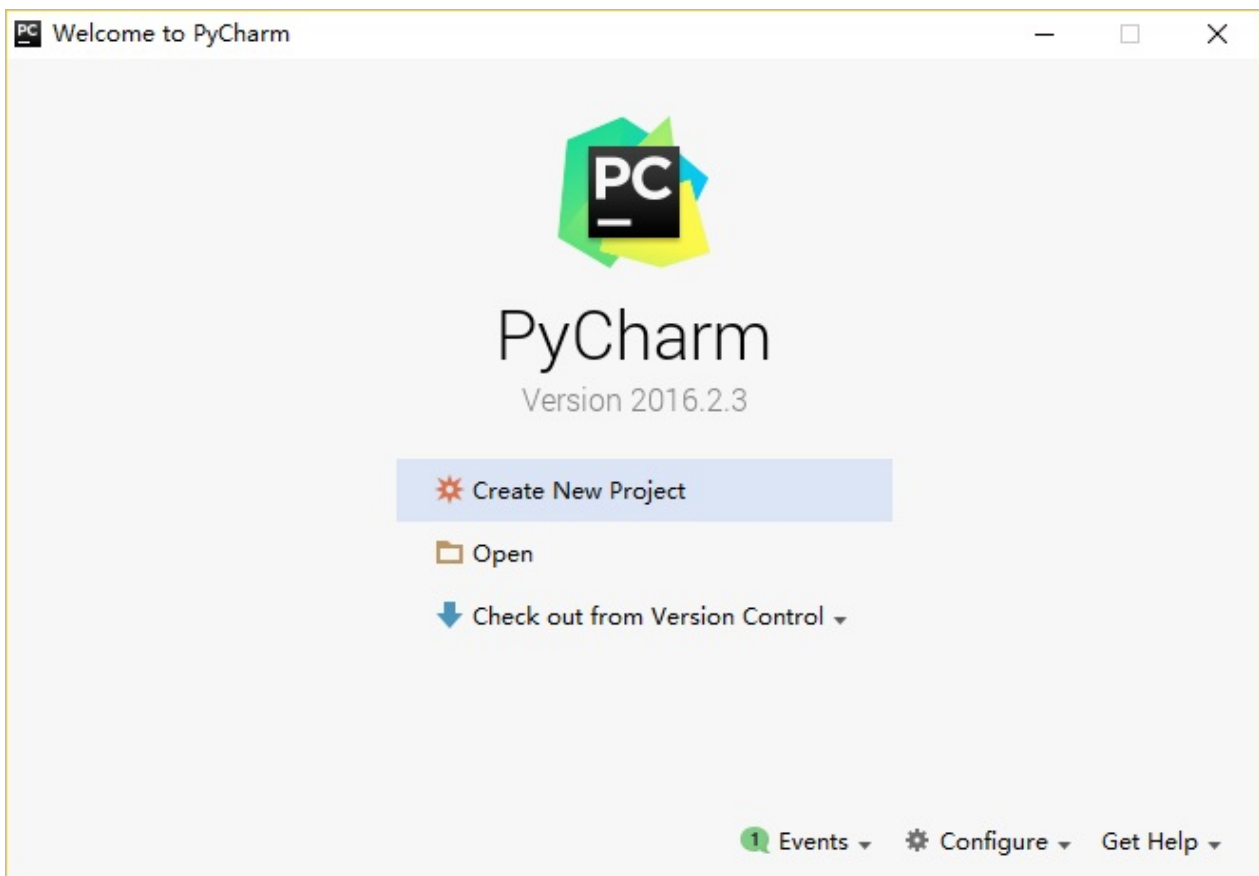 PC Welcome to PyCharm
PC
PyCharm
Version 2016.2.3
Create New Project
Open
Check out from Version Control
1 Events Configure Get Help